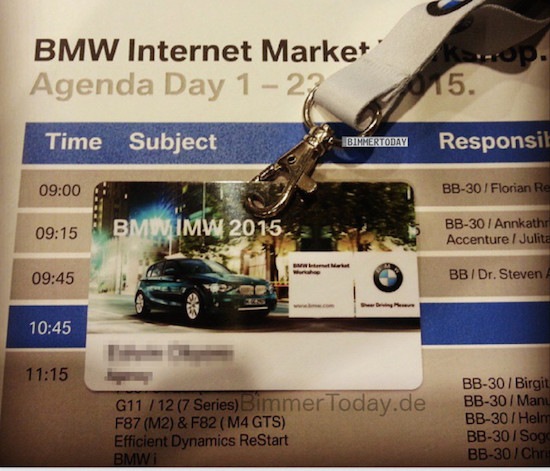 BMW Internet Market Workshop.
Agenda Day 1 – 23 2015.
BIMMERTODAY
Time Subject Responsib
09:00 BB-30 / Florian Re
09:15 BB-30 / Annkathr
Accenture / Julita
09:45 BB / Dr. Steven A
10:45
11:15 BB-30 / Birgit
BMW IMW 2015
BMW Internet Market
Workshop
www.bmw.com
Sheer Driving Pleasure
G11 / 12 (7 Series) BB-30 / Manu
BimmerToday.de
F87 (M2) & F82 ( M4 GTS) BB-30 / Helm
Efficient Dynamics ReStart BB-30 / Sogo
BMW i BB-30 / Chri